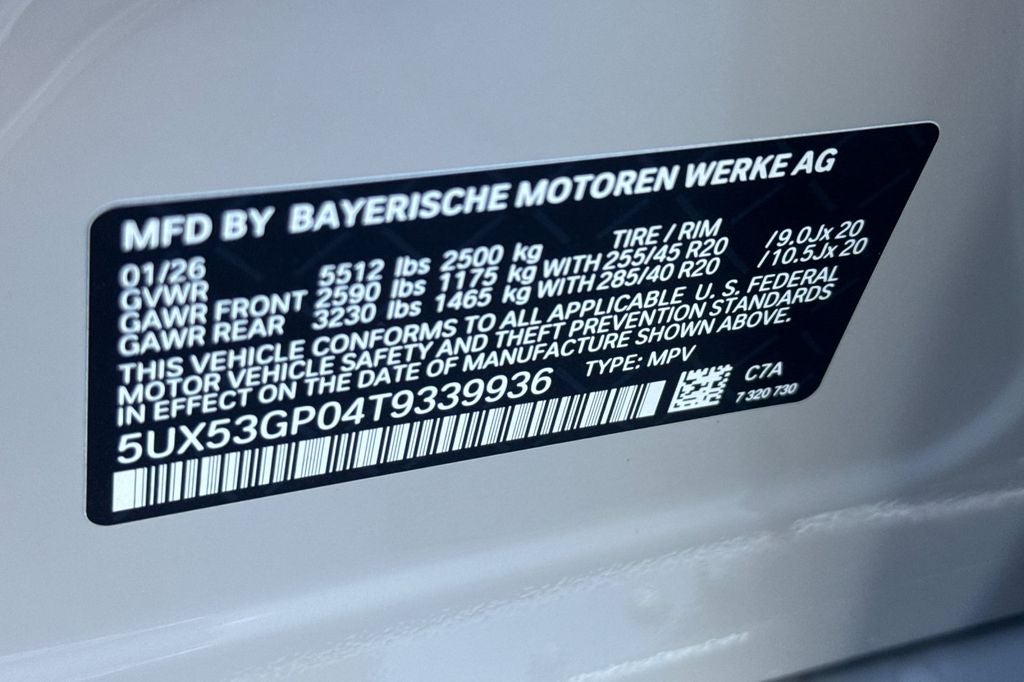 MFD BY BAYERISCHE MOTOREN WERKE AG
01/26 TIRE / RIM
GVWR 5512 lbs 2500 kg
GAWR FRONT 2590 lbs 1175 kg WITH 255/45 R20 /9.0Jx 20
GAWR REAR 3230 lbs 1465 kg WITH 285/40 R20 /10.5Jx 20
THIS VEHICLE CONFORMS TO ALL APPLICABLE U. S. FEDERAL
MOTOR VEHICLE SAFETY AND THEFT PREVENTION STANDARDS
IN EFFECT ON THE DATE OF MANUFACTURE SHOWN ABOVE.
5UX53GP04T9339936 TYPE: MPV
C7A
7 320 730